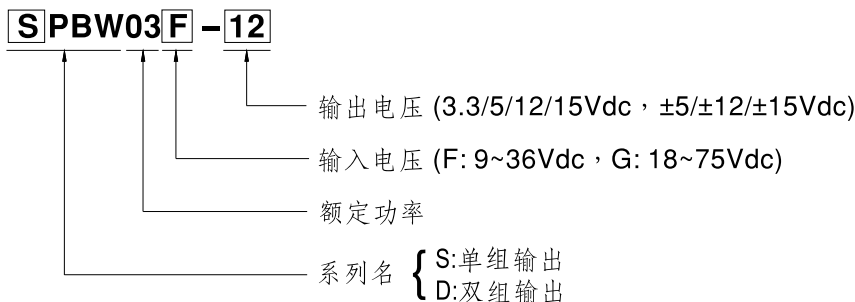 SPBW03F-12
输出电压 (3.3/5/12/15Vdc，±5/±12/±15Vdc)
输入电压 (F: 9~36Vdc，G: 18~75Vdc)
额定功率
系列名 { S:单组输出
D:双组输出